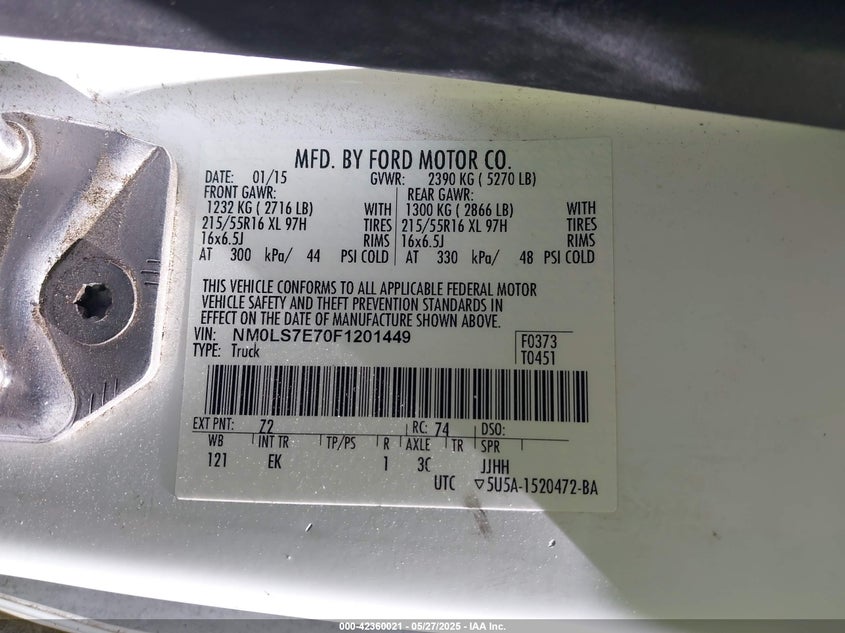 MFD. BY FORD MOTOR CO.
DATE: 01/15 GVWR: 2390 KG ( 5270 LB)
FRONT GAWR: REAR GAWR:
1232 KG ( 2716 LB) WITH 1300 KG ( 2866 LB) WITH
215/55R16 XL 97H TIRES 215/55R16 XL 97H TIRES
16x6.5J RIMS 16x6.5J RIMS
AT 300 kPa/ 44 PSI COLD AT 330 kPa/ 48 PSI COLD
THIS VEHICLE CONFORMS TO ALL APPLICABLE FEDERAL MOTOR
VEHICLE SAFETY AND THEFT PREVENTION STANDARDS IN
EFFECT ON THE DATE OF MANUFACTURE SHOWN ABOVE.
VIN: NM0LS7E70F1201449 F0373
TYPE: Truck T0451
EXT PNT: Z2 RC: 74 DSO:
WB INT TR TP/PS R AXLE TR SPR
121 EK 1 3C JJHH
UTC ▽5U5A-1520472-BA
000-42360021 - 05/27/2025 - IAA Inc.